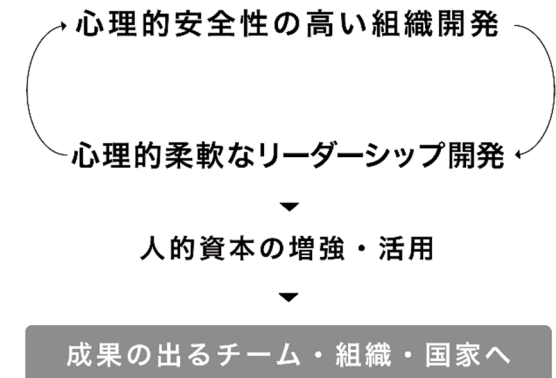 心理的安全性の高い組織開発
心理的柔軟なリーダーシップ開発
人的資本の増強・活用
成果の出るチーム・組織・国家へ